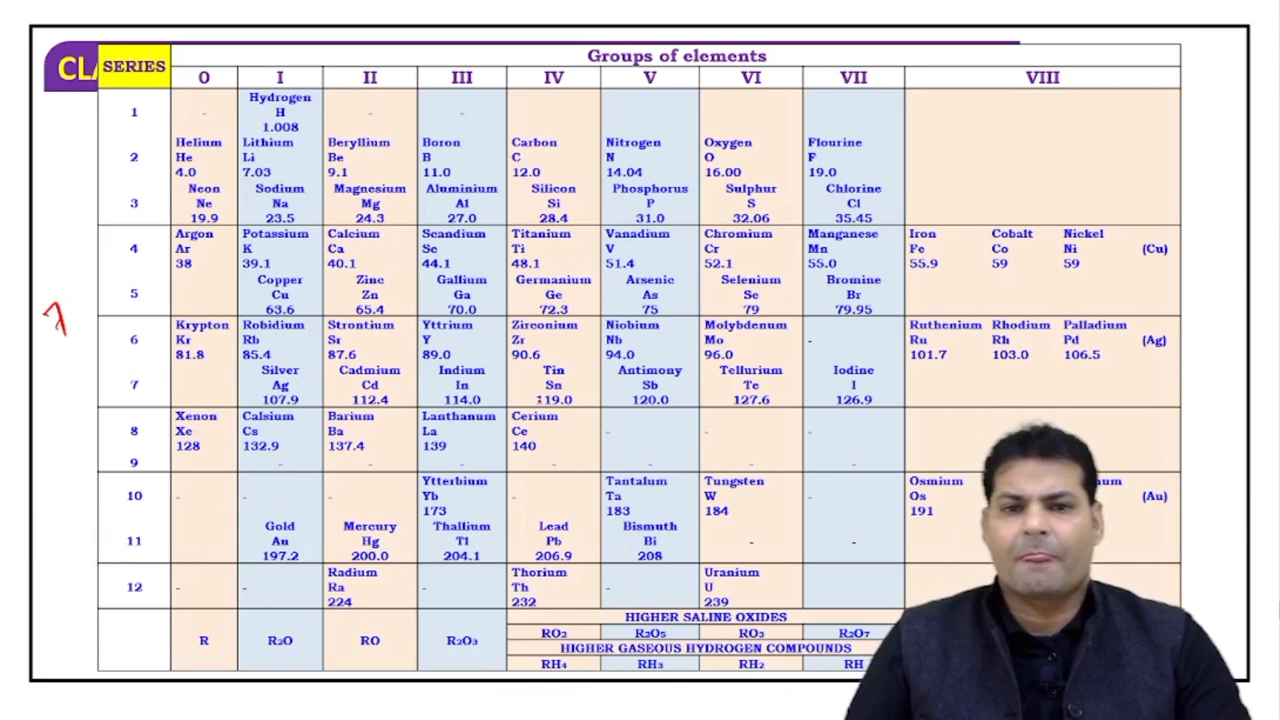 CLA
SERIES
Groups of elements
0 I II III IV V VI VII VIII
1 - Hydrogen - -
H
1.008
Helium Lithium Beryllium Boron Carbon Nitrogen Oxygen Flourine
2 He Li Be B C N O F
4.0 7.03 9.1 11.0 12.0 14.04 16.00 19.0
Neon Sodium Magnesium Aluminium Silicon Phosphorus Sulphur Chlorine
3 Ne Na Mg Al Si P S Cl
19.9 23.5 24.3 27.0 28.4 31.0 32.06 35.45
Argon Potassium Calcium Scandium Titanium Vanadium Chromium Manganese Iron Cobalt Nickel
4 Ar K Ca Sc Ti V Cr Mn Fe Co Ni (Cu)
38 39.1 40.1 44.1 48.1 51.4 52.1 55.0 55.9 59 59
Copper Zinc Gallium Germanium Arsenic Selenium Bromine
5 Cu Zn Ga Ge As Se Br
63.6 65.4 70.0 72.3 75 79 79.95
Krypton Robidium Strontium Yttrium Zirconium Niobium Molybdenum Ruthenium Rhodium Palladium
6 Kr Rb Sr Y Zr Nb Mo - Ru Rh Pd (Ag)
81.8 85.4 87.6 89.0 90.6 94.0 96.0 101.7 103.0 106.5
Silver Cadmium Indium Tin Antimony Tellurium Iodine
7 Ag Cd In Sn Sb Te I
107.9 112.4 114.0 119.0 120.0 127.6 126.9
Xenon Calsium Barium Lanthanum Cerium
8 Xe Cs Ba La Ce - - -
128 132.9 137.4 139 140
9 - - - - - - -
Ytterbium Tantalum Tungsten Osmium num
10 - - - Yb - Ta W - Os (Au)
173 183 184 191
Gold Mercury Thallium Lead Bismuth
11 Au Hg Tl Pb Bi - -
197.2 200.0 204.1 206.9 208
Radium Thorium Uranium
12 - - Ra - Th - U
224 232 239
HIGHER SALINE OXIDES
R R2O RO R2O3 RO2 R2O5 RO3 R2O7
HIGHER GASEOUS HYDROGEN COMPOUNDS
RH4 RH3 RH2 RH